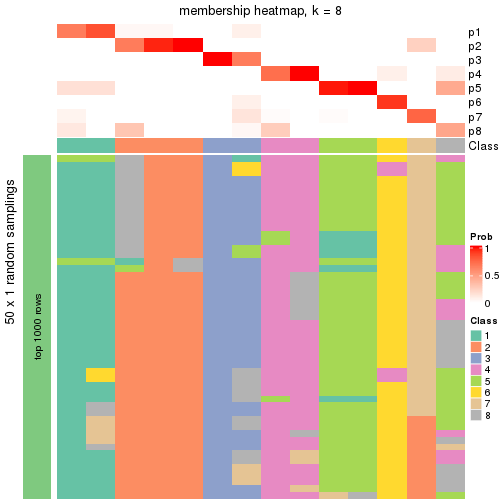 membership heatmap, k = 8
p1
p2
p3
p4
p5
p6
p7
p8
Class
50 x 1 random samplings
top 1000 rows
Prob
1
0.5
0
Class
1
2
3
4
5
6
7
8